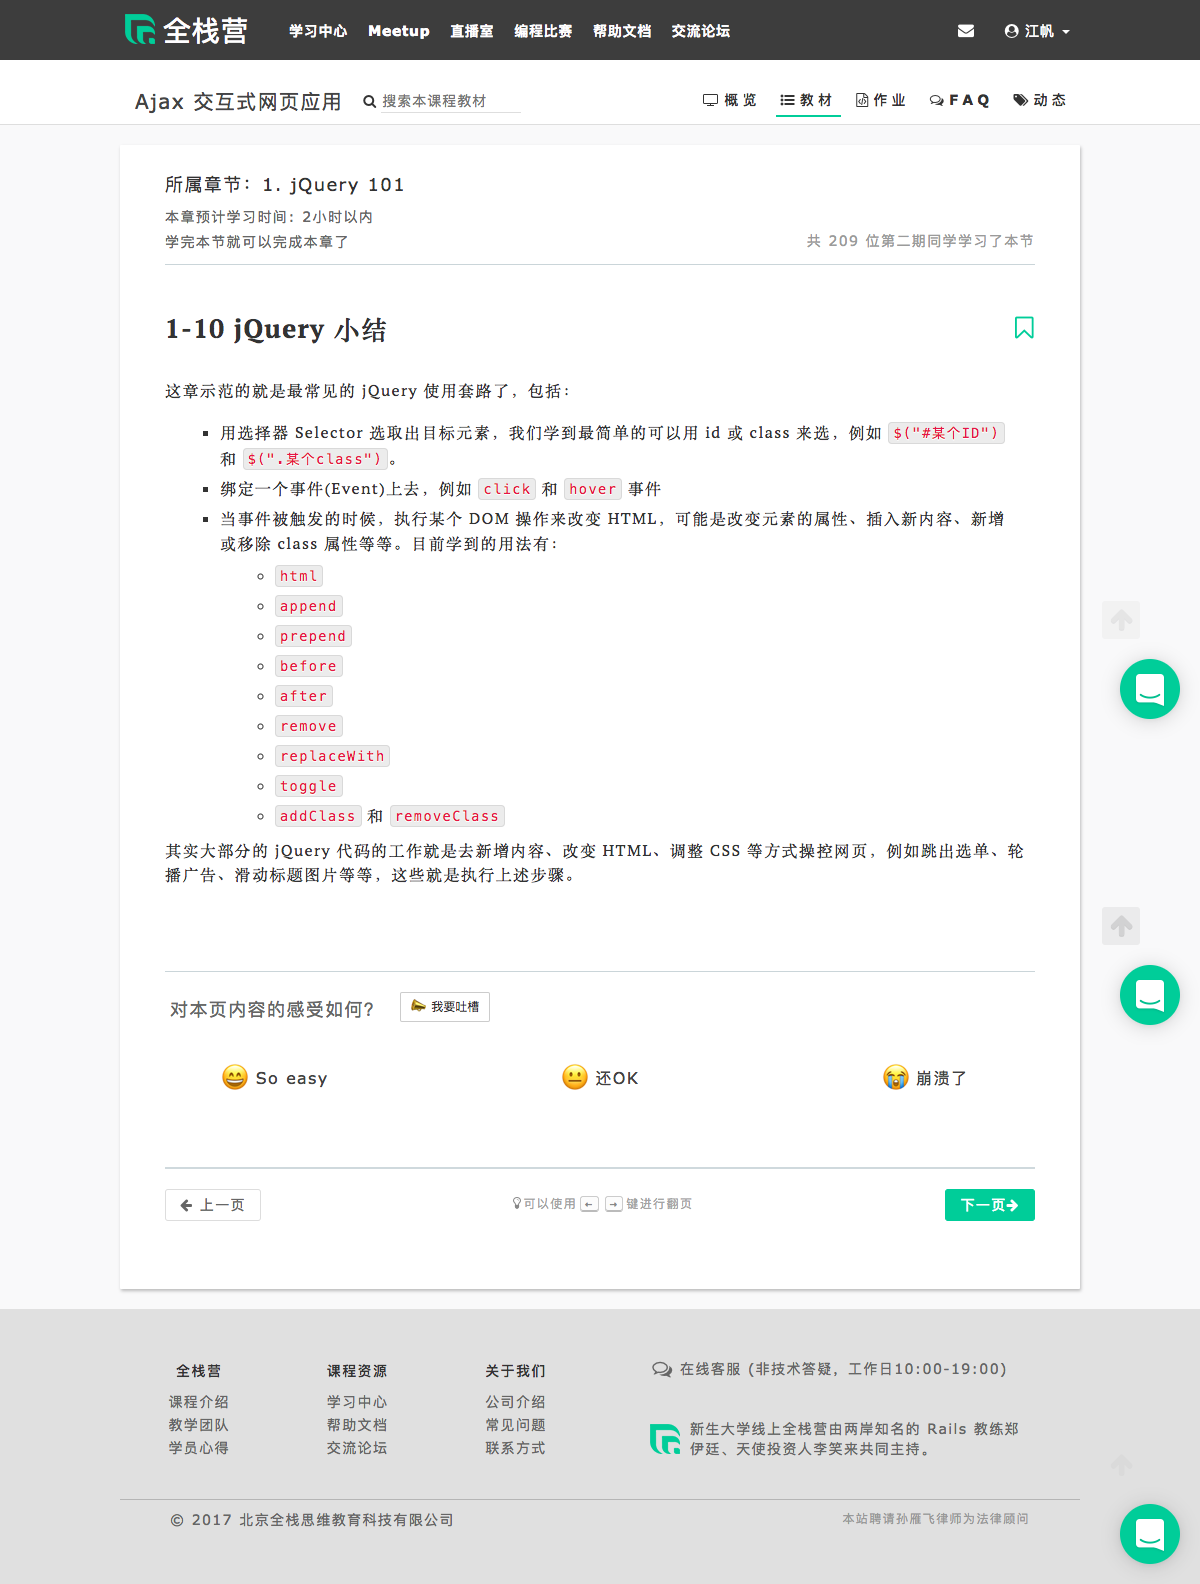 全栈营 学习中心 Meetup 直播室 编程比赛 帮助文档 交流论坛 江帆
Ajax 交互式网页应用 搜索本课程教材 概览 教材 作业 FAQ 动态
所属章节：1. jQuery 101
本章预计学习时间：2小时以内
学完本节就可以完成本章了 共 209 位第二期同学学习了本节
1-10 jQuery 小结
这章示范的就是最常见的 jQuery 使用套路了，包括：
用选择器 Selector 选取出目标元素，我们学到最简单的可以用 id 或 class 来选，例如 $("#某个ID")
和 $(".某个class")。
绑定一个事件(Event)上去，例如 click 和 hover 事件
当事件被触发的时候，执行某个 DOM 操作来改变 HTML，可能是改变元素的属性、插入新内容、新增
或移除 class 属性等等。目前学到的用法有：
html
append
prepend
before
after
remove
replaceWith
toggle
addClass 和 removeClass
其实大部分的 jQuery 代码的工作就是去新增内容、改变 HTML、调整 CSS 等方式操控网页，例如跳出选单、轮
播广告、滑动标题图片等等，这些就是执行上述步骤。
对本页内容的感受如何？ 我要吐槽
So easy 还OK 崩溃了
上一页 可以使用 ← → 键进行翻页 下一页
全栈营 课程资源 关于我们 在线客服 (非技术答疑，工作日10:00-19:00)
课程介绍 学习中心 公司介绍
教学团队 帮助文档 常见问题 新生大学线上全栈营由两岸知名的 Rails 教练郑
学员心得 交流论坛 联系方式 伊廷、天使投资人李笑来共同主持。
© 2017 北京全栈思维教育科技有限公司 本站聘请孙雁飞律师为法律顾问